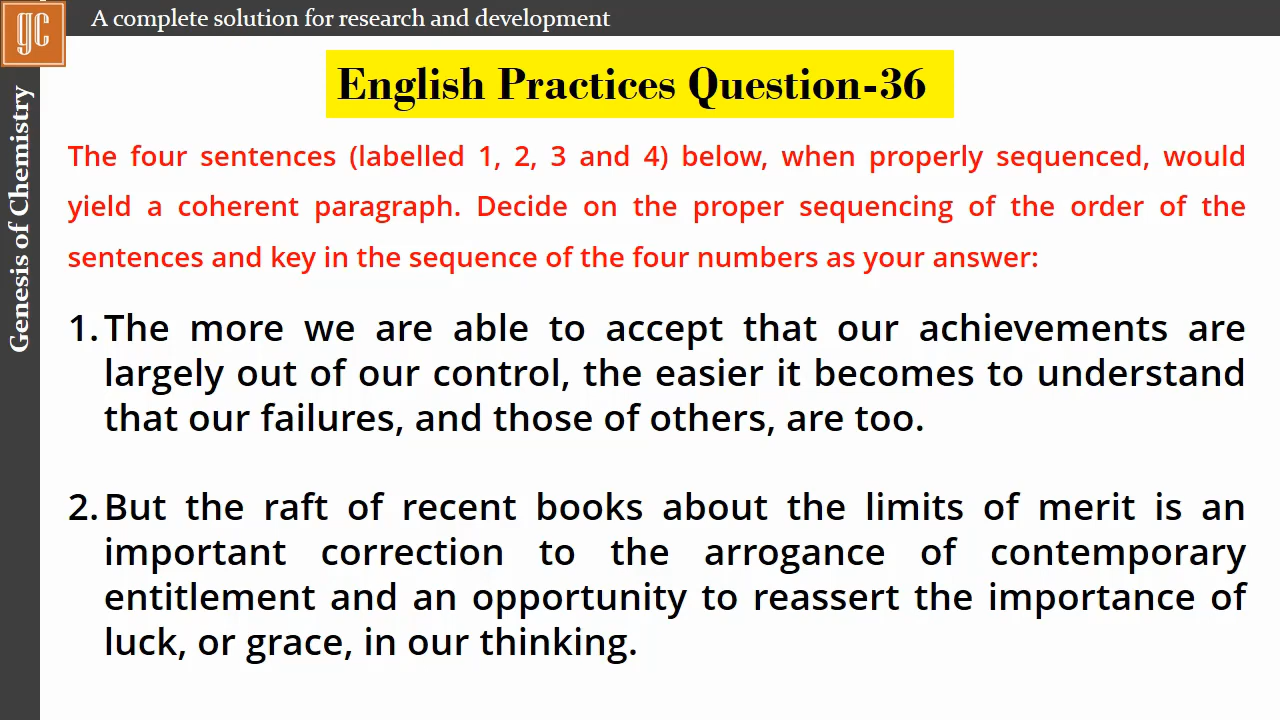 A complete solution for research and development
gc
Genesis of Chemistry
English Practices Question-36
The four sentences (labelled 1, 2, 3 and 4) below, when properly sequenced, would
yield a coherent paragraph. Decide on the proper sequencing of the order of the
sentences and key in the sequence of the four numbers as your answer:
1. The more we are able to accept that our achievements are
largely out of our control, the easier it becomes to understand
that our failures, and those of others, are too.
2. But the raft of recent books about the limits of merit is an
important correction to the arrogance of contemporary
entitlement and an opportunity to reassert the importance of
luck, or grace, in our thinking.